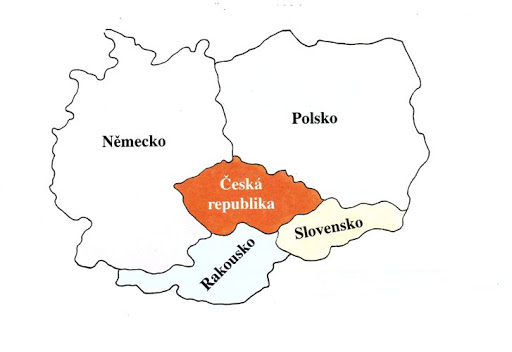 Německo
Polsko
Česká
republika
Slovensko
Rakousko